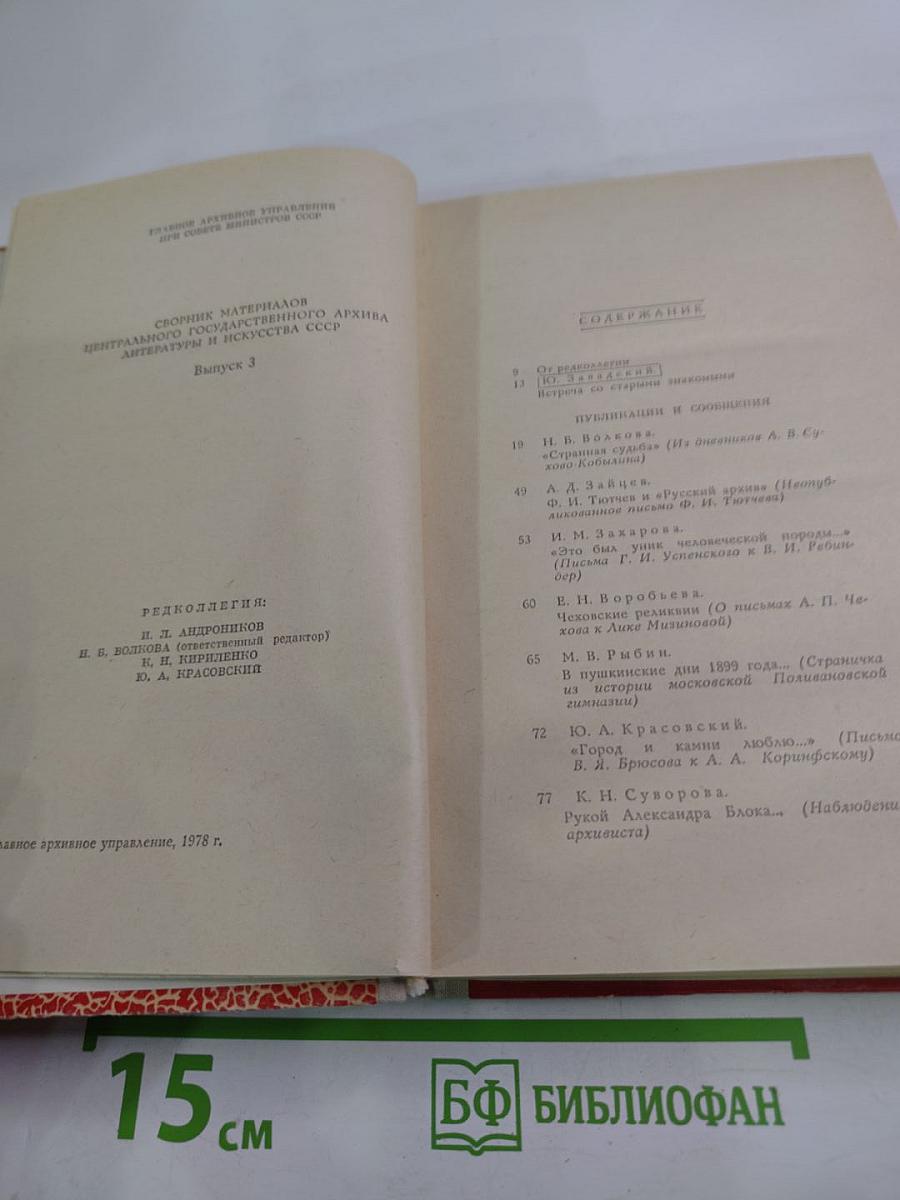 ГЛАВНОЕ АРХИВНОЕ УПРАВЛЕНИЕ
ПРИ СОВЕТЕ МИНИСТРОВ СССР
СБОРНИК МАТЕРИАЛОВ
ЦЕНТРАЛЬНОГО ГОСУДАРСТВЕННОГО АРХИВА
ЛИТЕРАТУРЫ И ИСКУССТВА СССР
Выпуск 3
РЕДКОЛЛЕГИЯ:
И. Л. АНДРОНИКОВ
Н. Б. ВОЛКОВА (ответственный редактор)
К. Н. КИРИЛЕНКО
Ю. А. КРАСОВСКИЙ
лавное архивное управление, 1978 г.
СОДЕРЖАНИЕ
9 От редколлегии
13 Ю. Завадский.
Встреча со старыми знакомыми
ПУБЛИКАЦИИ И СООБЩЕНИЯ
19 Н. Б. Волкова.
«Странная судьба» (Из дневников А. В. Су-
хово-Кобылина)
49 А. Д. Зайцев.
Ф. И. Тютчев и «Русский архив» (Неопуб-
ликованное письмо Ф. И. Тютчева)
53 И. М. Захарова.
«Это был уник человеческой породы...»
(Письма Г. И. Успенского к В. И. Ребин-
дер)
60 Е. Н. Воробьева.
Чеховские реликвии (О письмах А. П. Че-
хова к Лике Мизиновой)
65 М. В. Рыбин.
В пушкинские дни 1899 года... (Страничка
из истории московской Поливановской
гимназии)
72 Ю. А. Красовский.
«Город и камни люблю...» (Письма
В. Я. Брюсова к А. А. Коринфскому)
77 К. Н. Суворова.
Рукой Александра Блока... (Наблюдени
архивиста)
15 см
БФ БИБЛИОФАН